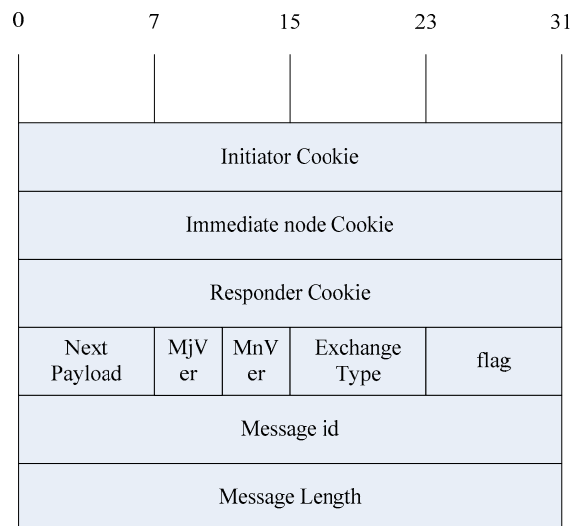 0 7 15 23 31
Initiator Cookie
Immediate node Cookie
Responder Cookie
Next Payload MjV er MnV er Exchange Type flag
Message id
Message Length